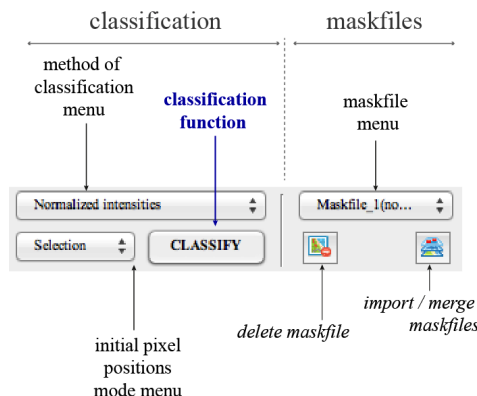 classification
maskfiles
method of
classification
menu
classification
function
maskfile
menu
Normalized intensities
Maskfile_1(no...
Selection
CLASSIFY
delete maskfile
import / merge
maskfiles
initial pixel
positions
mode menu